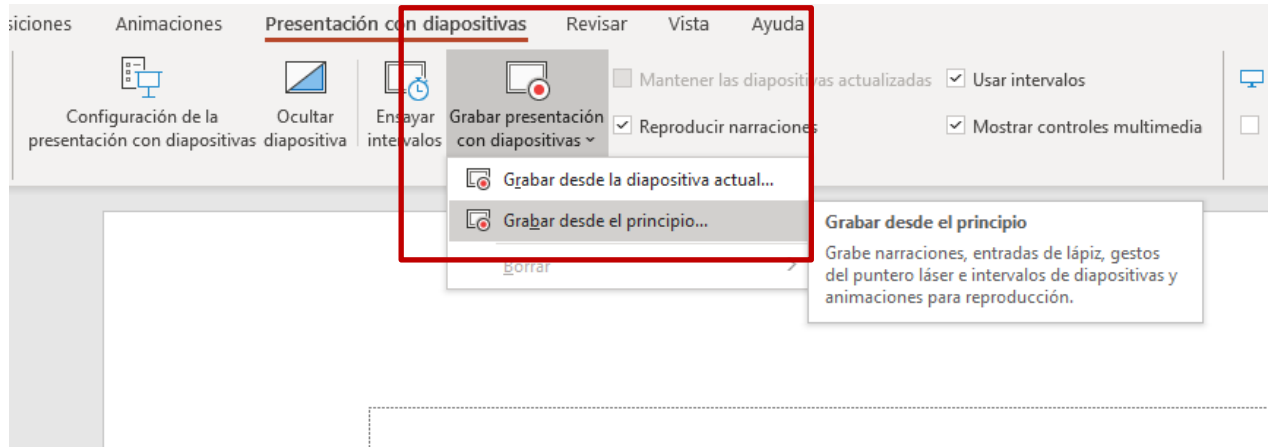 siciones Animaciones Presentación con diapositivas Revisar Vista Ayuda
Configuración de la
presentación con diapositivas
Ocultar
diapositiva
Ensayar
intervalos
Grabar presentación
con diapositivas
Mantener las diapositivas actualizadas
Reproducir narraciones
Usar intervalos
Mostrar controles multimedia
Grabar desde la diapositiva actual...
Grabar desde el principio...
Borrar
Grabar desde el principio
Grabe narraciones, entradas de lápiz, gestos
del puntero láser e intervalos de diapositivas y
animaciones para reproducción.